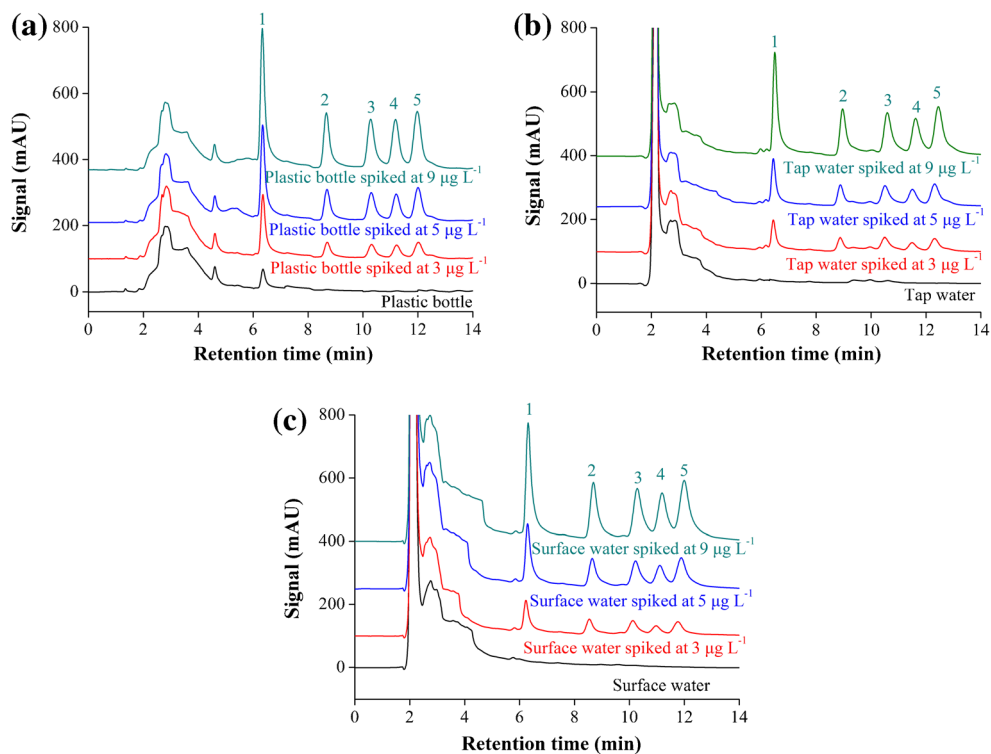 (a)
800
600
400
200
0
Signal (mAU)
1
2
3
4
5
Plastic bottle spiked at 9 μg L⁻¹
Plastic bottle spiked at 5 μg L⁻¹
Plastic bottle spiked at 3 μg L⁻¹
Plastic bottle
0 2 4 6 8 10 12 14
Retention time (min)
(b)
800
600
400
200
0
Signal (mAU)
1
2
3
4
5
Tap water spiked at 9 μg L⁻¹
Tap water spiked at 5 μg L⁻¹
Tap water spiked at 3 μg L⁻¹
Tap water
0 2 4 6 8 10 12 14
Retention time (min)
(c)
800
600
400
200
0
Signal (mAU)
1
2
3
4
5
Surface water spiked at 9 μg L⁻¹
Surface water spiked at 5 μg L⁻¹
Surface water spiked at 3 μg L⁻¹
Surface water
0 2 4 6 8 10 12 14
Retention time (min)